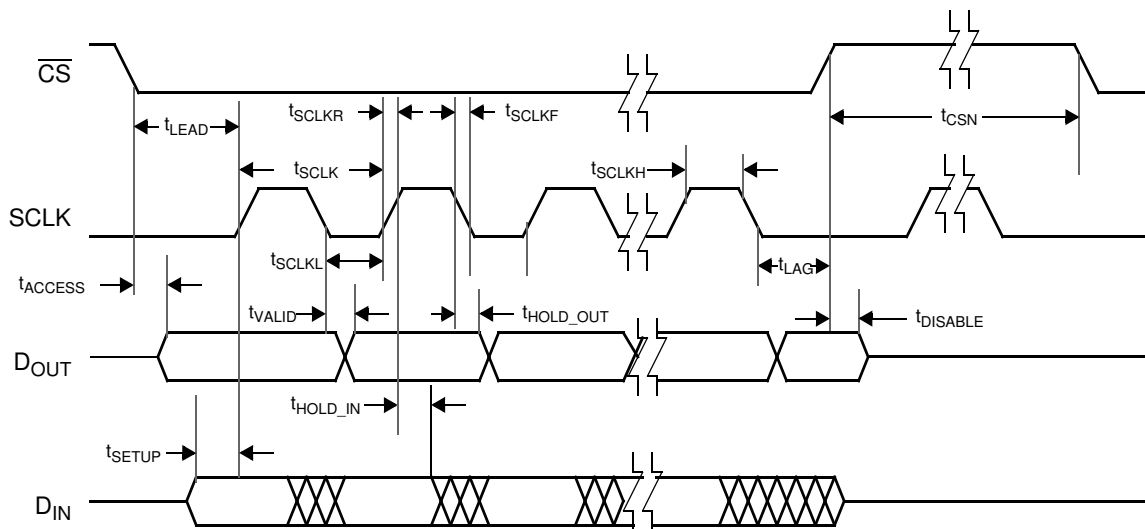 CS
tLEAD
tSCLKR
tSCLKF
tCSN
tSCLK
tSCLKH
SCLK
tSCLKL
tLAG
tACCESS
tVALID
tHOLD_OUT
tDISABLE
DOUT
tHOLD_IN
tSETUP
DIN